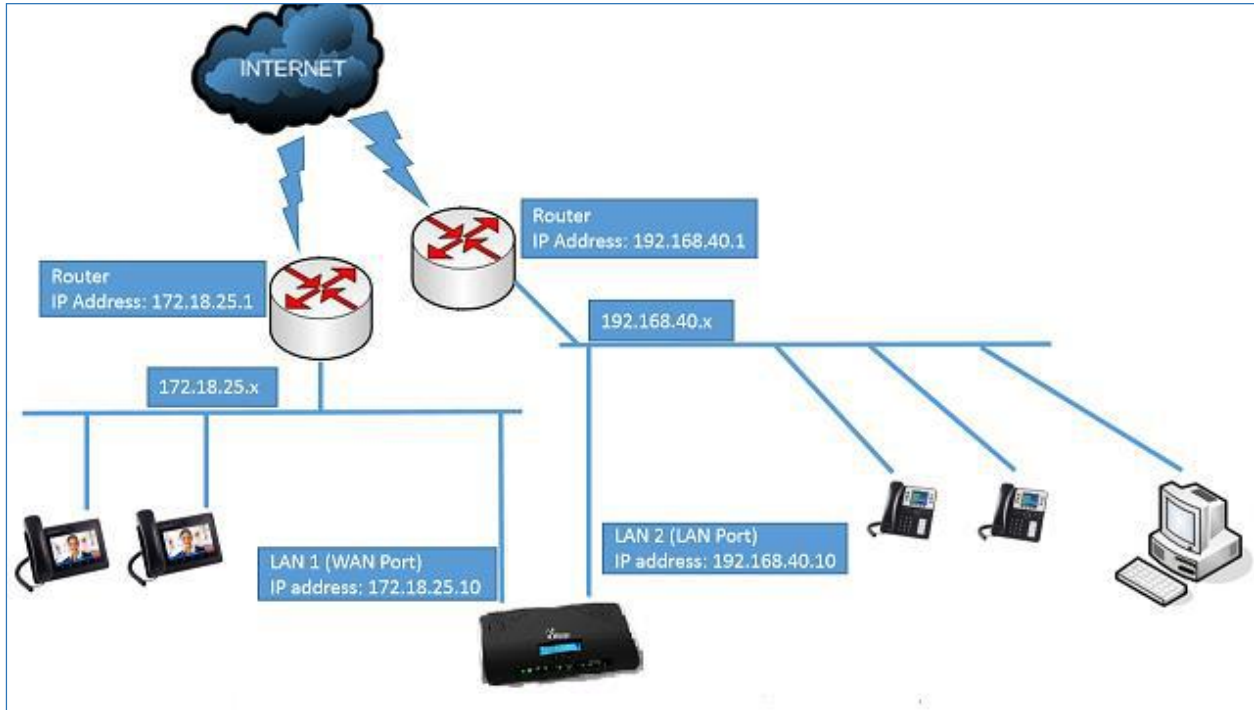 INTERNET
Router
IP Address: 192.168.40.1
Router
IP Address: 172.18.25.1
192.168.40.x
172.18.25.x
LAN 1 (WAN Port)
IP address: 172.18.25.10
LAN 2 (LAN Port)
IP address: 192.168.40.10